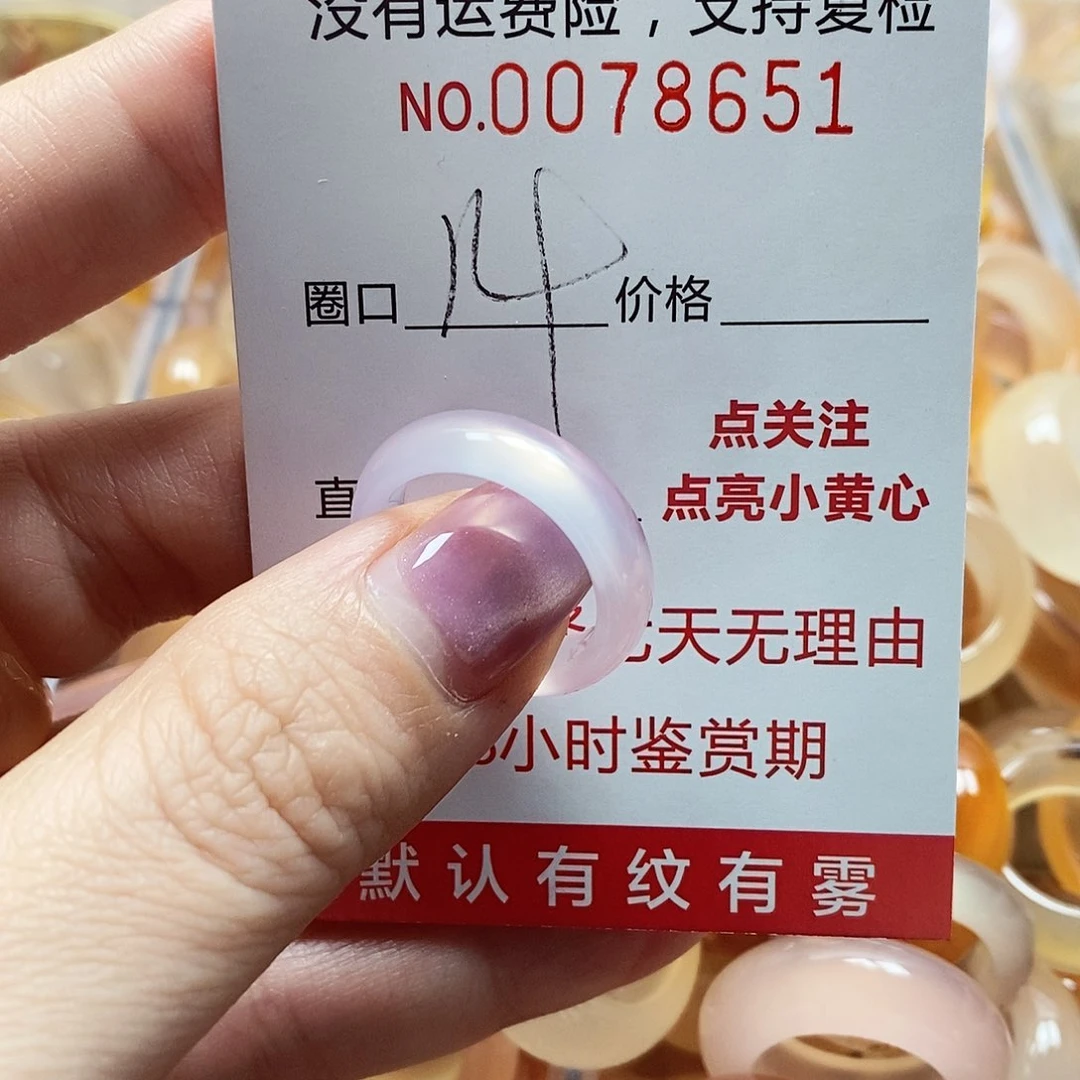 没有运费险，支持复检
NO.0078651
圈口 14 价格
点关注
直
点亮小黄心
天无理由
小时鉴赏期
默认有纹有雾